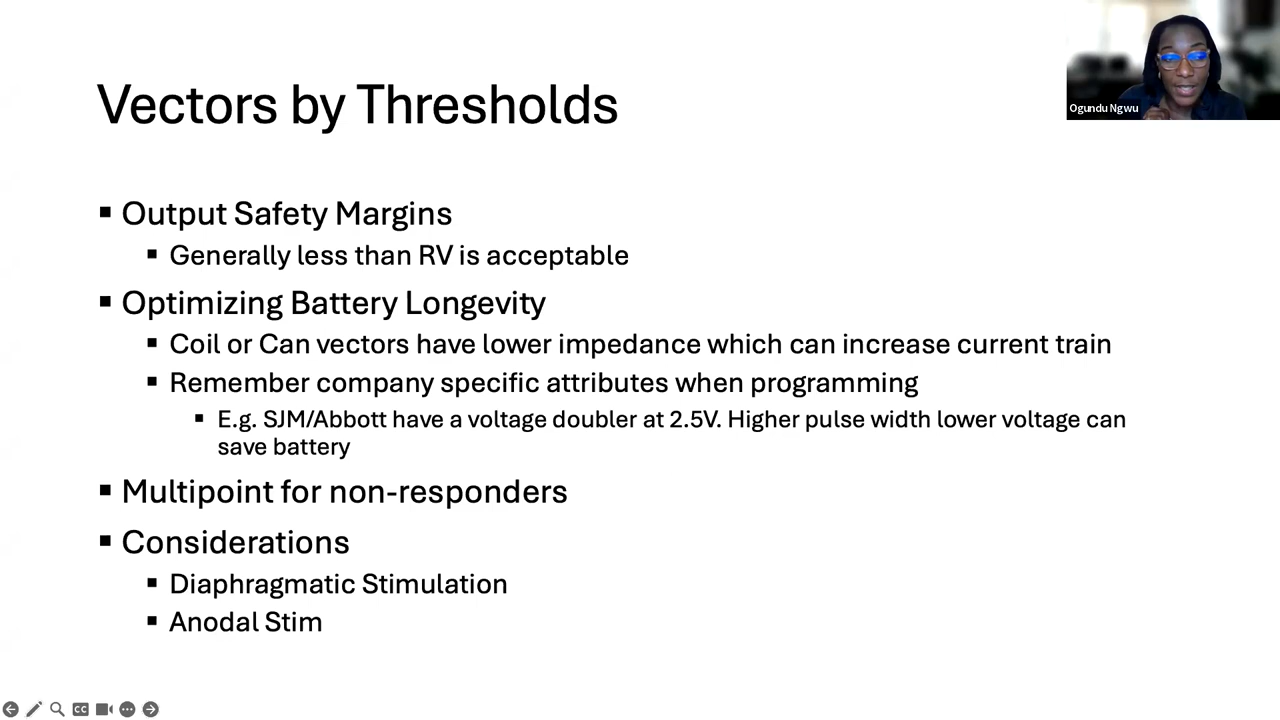 Vectors by Thresholds
Ogundu Ngwu
Output Safety Margins
Generally less than RV is acceptable
Optimizing Battery Longevity
Coil or Can vectors have lower impedance which can increase current train
Remember company specific attributes when programming
E.g. SJM/Abbott have a voltage doubler at 2.5V. Higher pulse width lower voltage can
save battery
Multipoint for non-responders
Considerations
Diaphragmatic Stimulation
Anodal Stim
CC